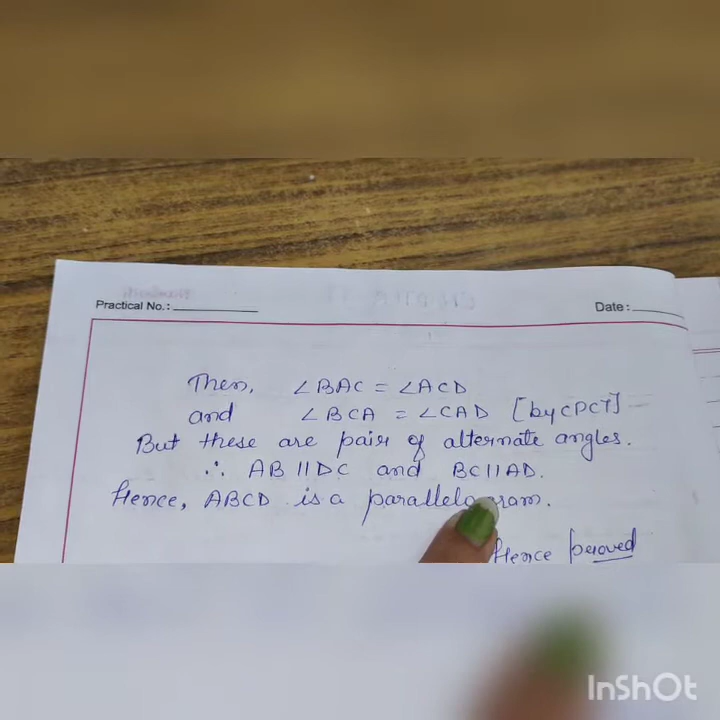 Practical No.:
Date:
Then, ∠BAC = ∠ACD
and ∠BCA = ∠CAD [by CPCT]
But these are pair of alternate angles.
∴ AB || DC and BC || AD.
Hence, ABCD is a parallelogram.
Hence proved
InShOt